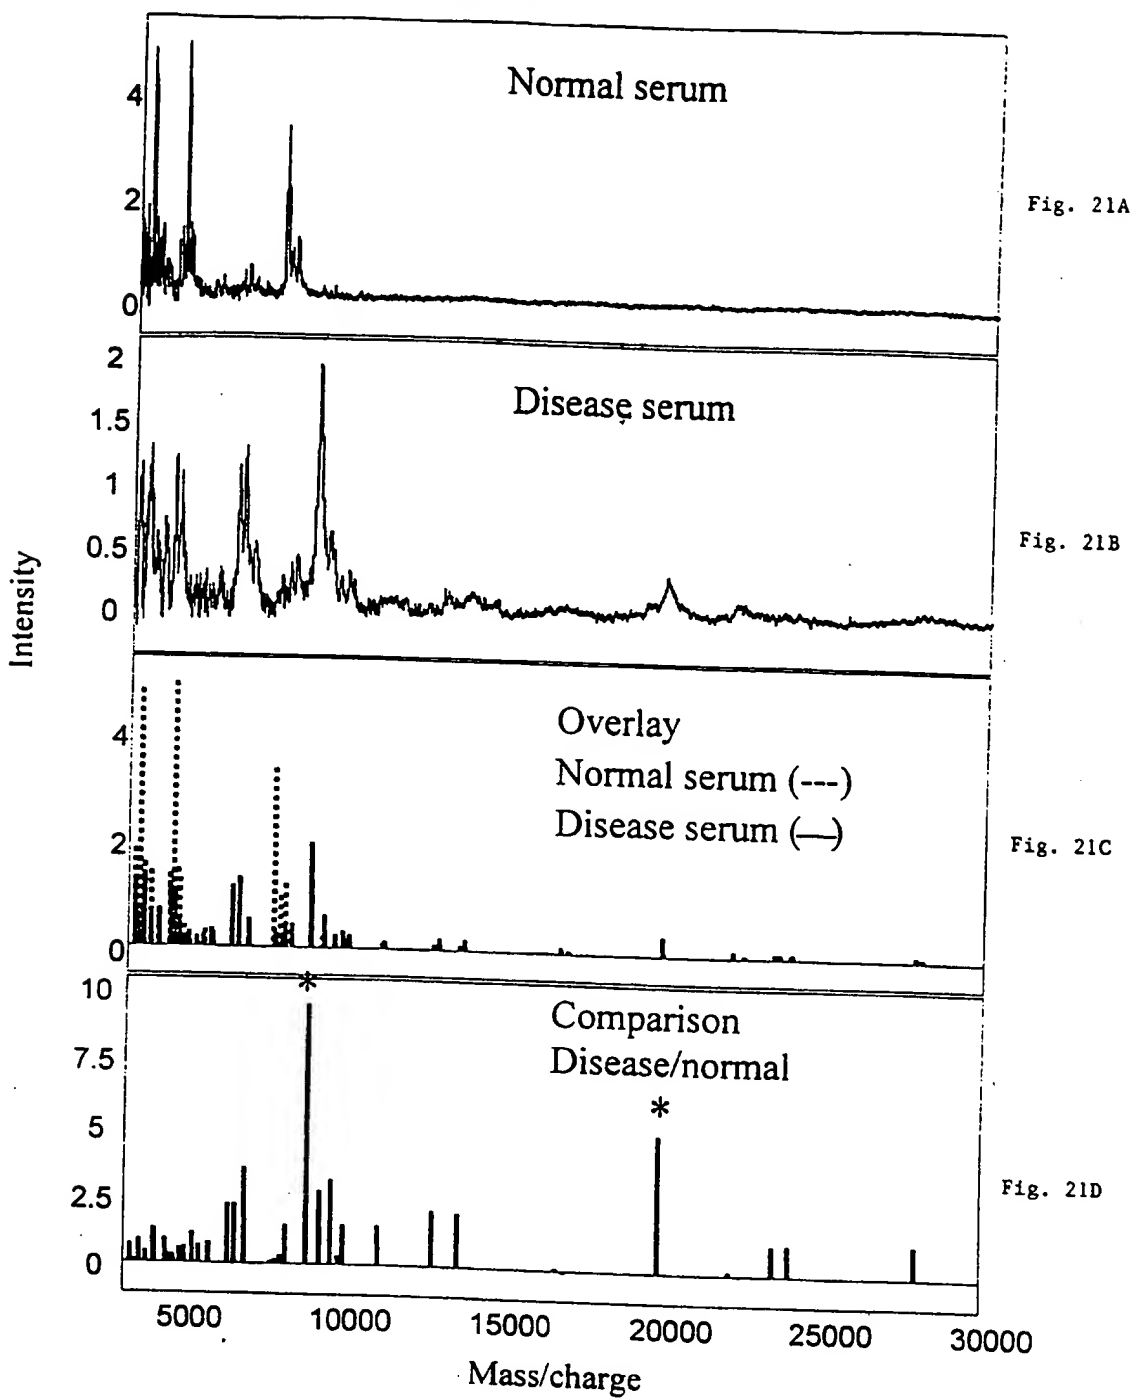 Normal serum
4
2
0
Fig. 21A
Disease serum
2
1.5
1
0.5
0
Fig. 21B
Intensity
Overlay
Normal serum (---)
Disease serum (—)
4
2
0
Fig. 21C
*
Comparison
Disease/normal
*
10
7.5
5
2.5
0
Fig. 21D
5000 10000 15000 20000 25000 30000
Mass/charge